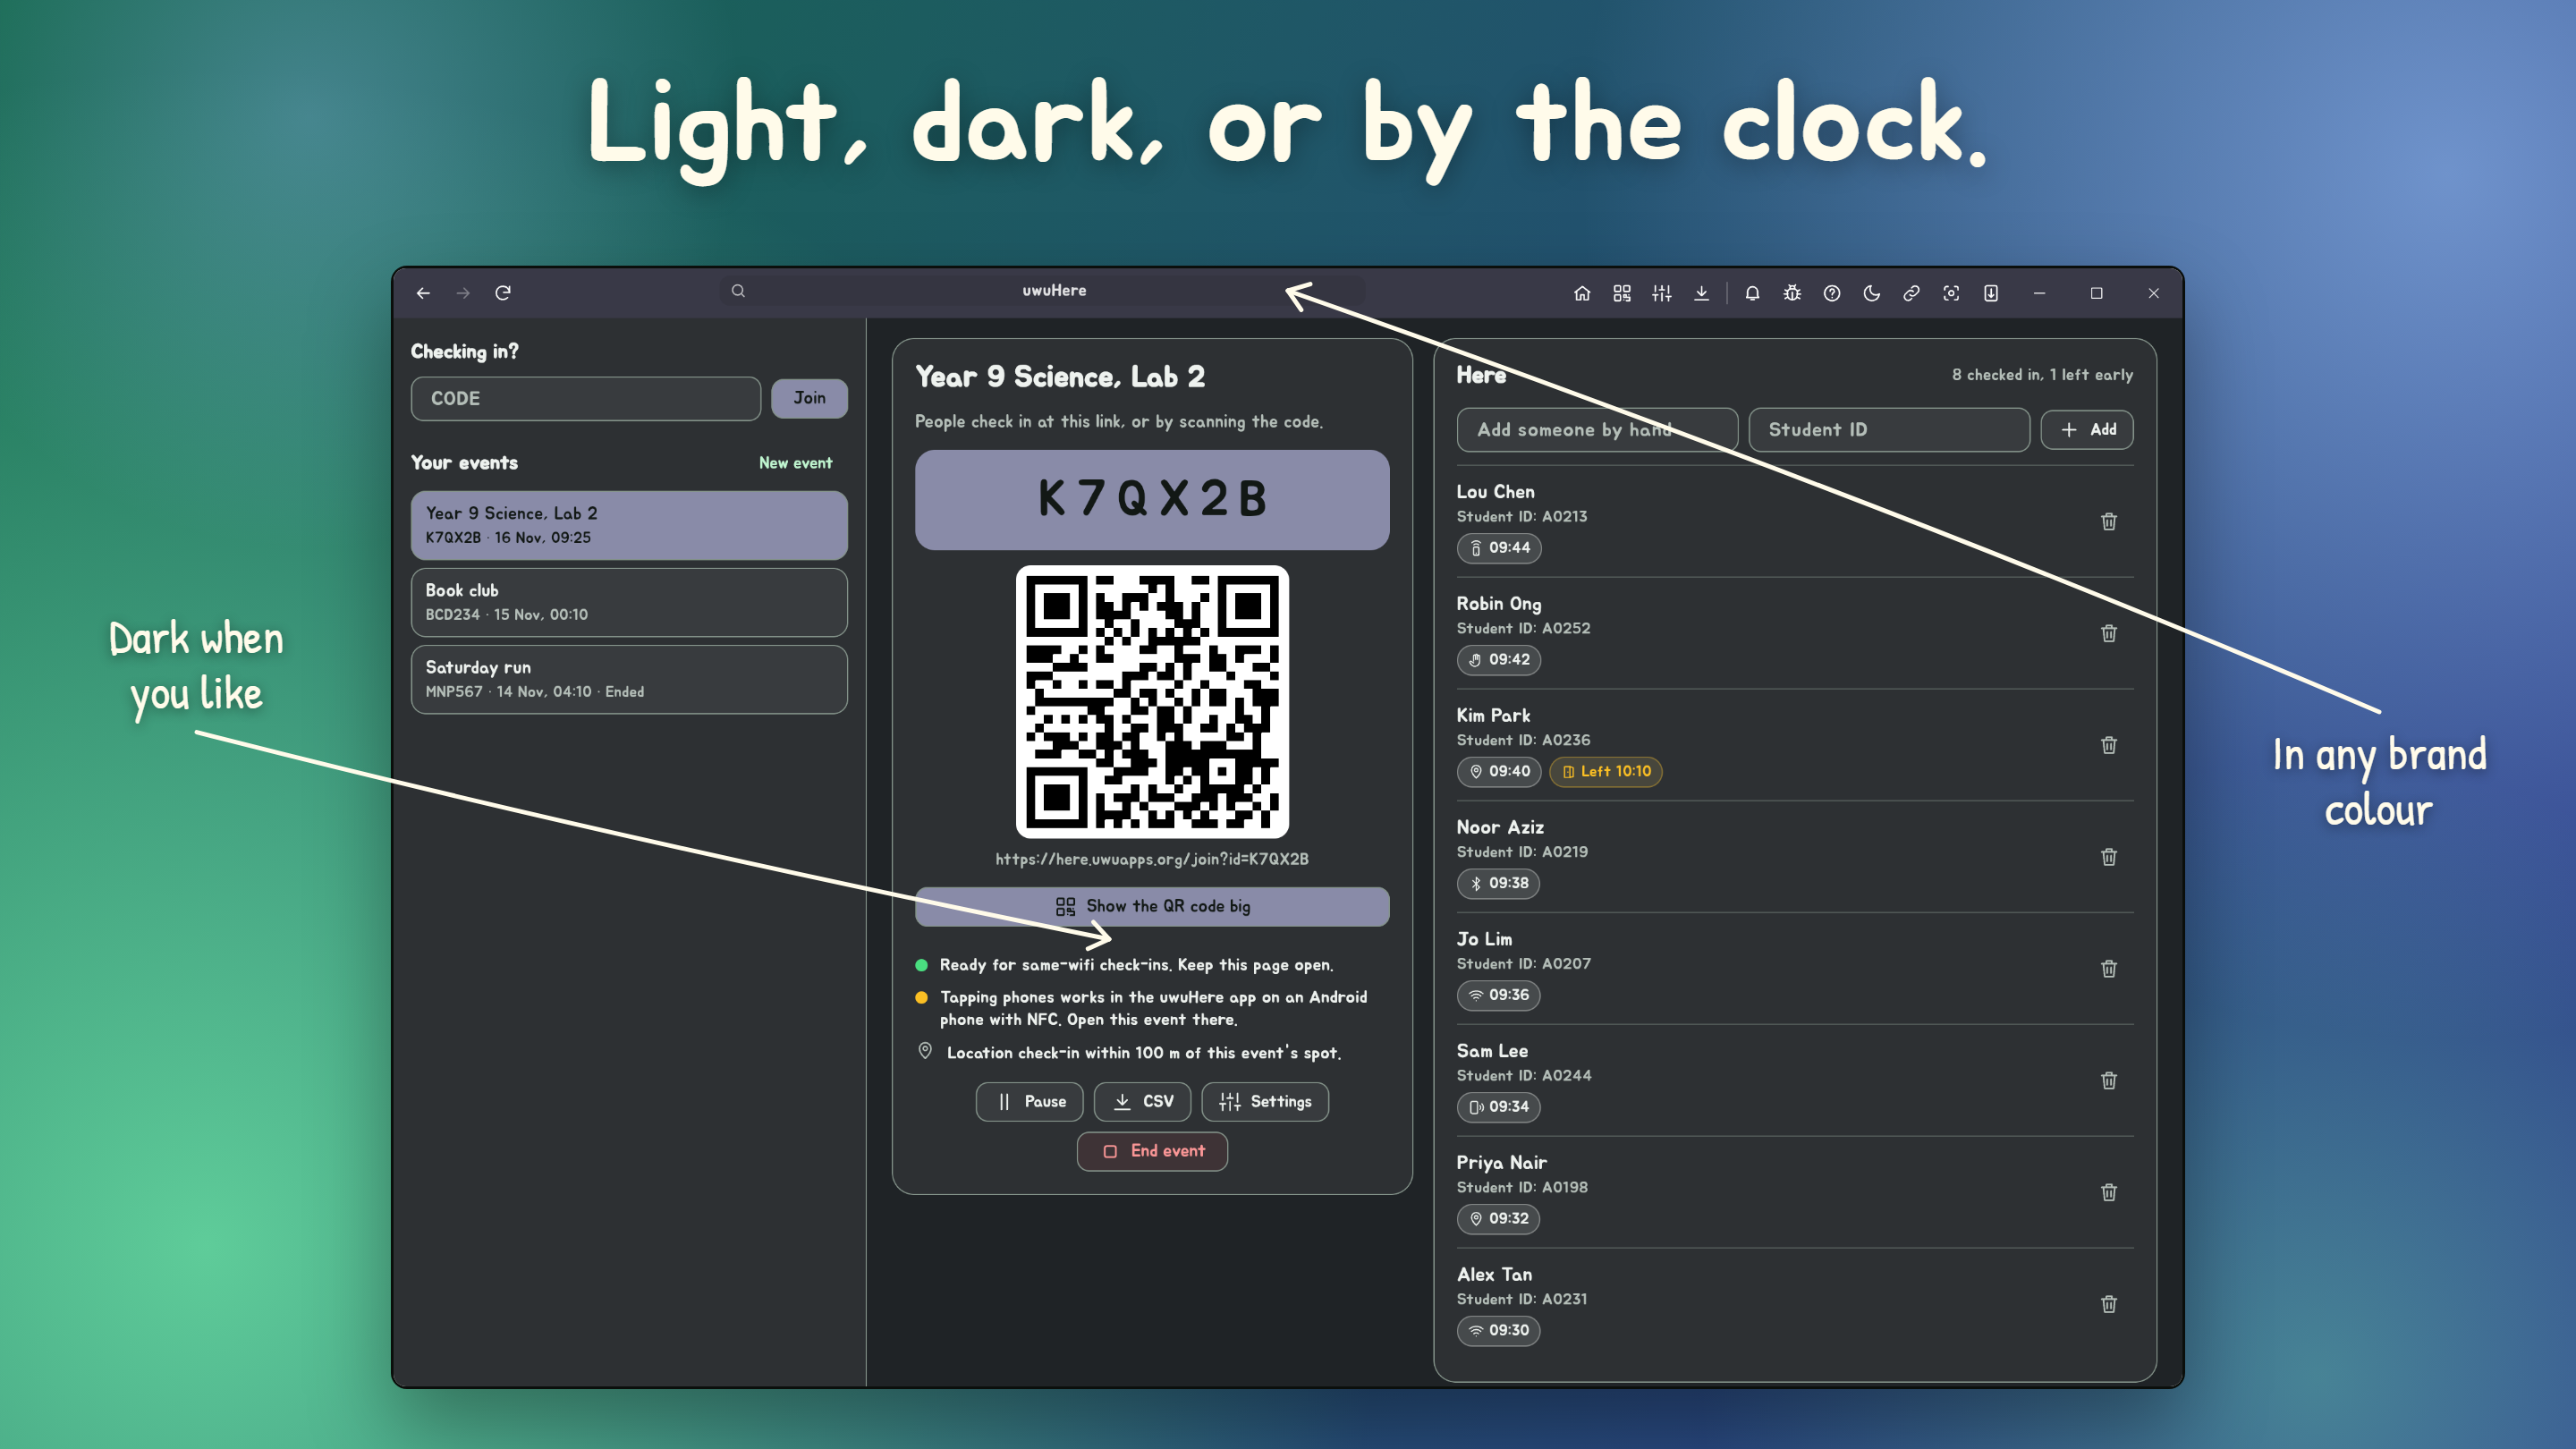 Light, dark, or by the clock.
uwuHere
Checking in?
CODE
Join
Your events
New event
Year 9 Science, Lab 2
K7QX2B · 16 Nov, 09:25
Book club
BCD234 · 15 Nov, 00:10
Saturday run
MNP567 · 14 Nov, 04:10 · Ended
Dark when
you like
Year 9 Science, Lab 2
People check in at this link, or by scanning the code.
K7QX2B
https://here.uwuapps.org/join?id=K7QX2B
Show the QR code big
Ready for same-wifi check-ins. Keep this page open.
Tapping phones works in the uwuHere app on an Android
phone with NFC. Open this event there.
Location check-in within 100 m of this event's spot.
Pause
CSV
Settings
End event
Here
8 checked in, 1 left early
Add someone by hand
Student ID
Add
Lou Chen
Student ID: A0213
09:44
Robin Ong
Student ID: A0252
09:42
Kim Park
Student ID: A0236
09:40
Left 10:10
Noor Aziz
Student ID: A0219
09:38
Jo Lim
Student ID: A0207
09:36
Sam Lee
Student ID: A0244
09:34
Priya Nair
Student ID: A0198
09:32
Alex Tan
Student ID: A0231
09:30
In any brand
colour